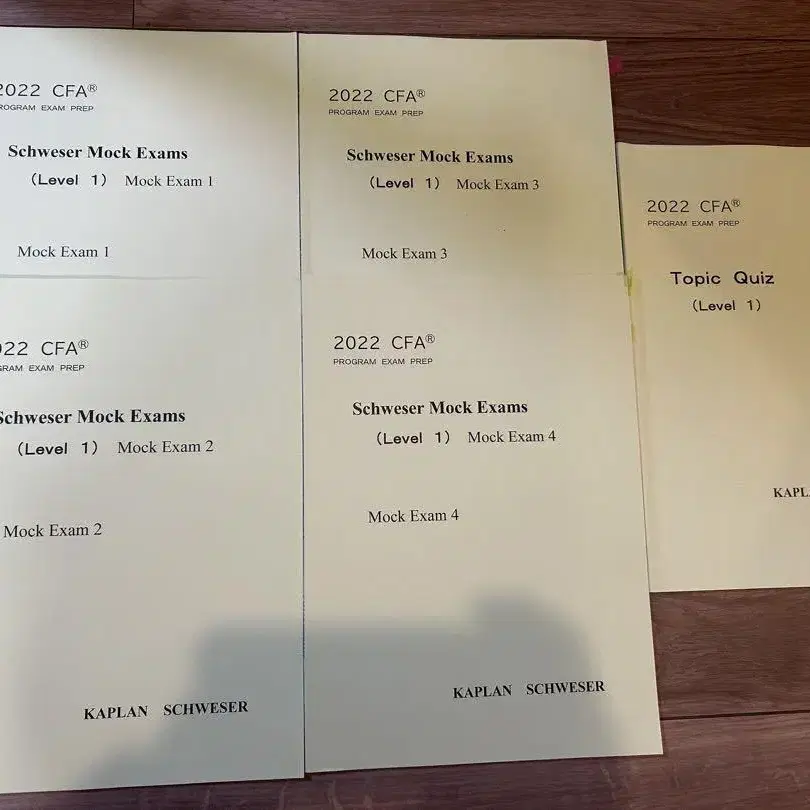 2022 CFA®
PROGRAM EXAM PREP
Schweser Mock Exams
(Level 1) Mock Exam 1
Mock Exam 1
2022 CFA®
PROGRAM EXAM PREP
Schweser Mock Exams
(Level 1) Mock Exam 3
Mock Exam 3
2022 CFA®
PROGRAM EXAM PREP
Topic Quiz
(Level 1)
KAPL
022 CFA®
GRAM EXAM PREP
Schweser Mock Exams
(Level 1) Mock Exam 2
Mock Exam 2
KAPLAN SCHWESER
2022 CFA®
PROGRAM EXAM PREP
Schweser Mock Exams
(Level 1) Mock Exam 4
Mock Exam 4
KAPLAN SCHWESER